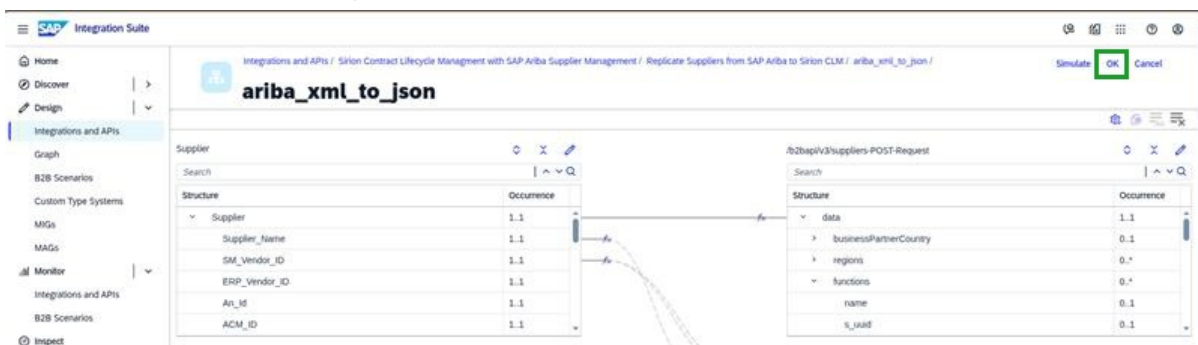 SAP Integration Suite
Home
Discover
Design
Integrations and APIs
Graph
B2B Scenarios
Custom Type Systems
MIGs
MAGs
Monitor
Integrations and APIs
B2B Scenarios
Inspect
Integrations and APIs / Sirion Contract Lifecycle Managment with SAP Ariba Supplier Management / Replicate Suppliers from SAP Ariba to Sirion CLM / ariba_xml_to_json /
Simulate OK Cancel
ariba_xml_to_json
Supplier
Search
Structure Occurrence
Supplier 1..1
Supplier_Name 1..1
SM_Vendor_ID 1..1
ERP_Vendor_ID 1..1
An_Id 1..1
ACM_ID 1..1
/b2bapi/v3/suppliers-POST-Request
Search
Structure Occurrence
data 1..1
businessPartnerCountry 0..1
regions 0..*
functions 0..*
name 0..1
s_uuid 0..1